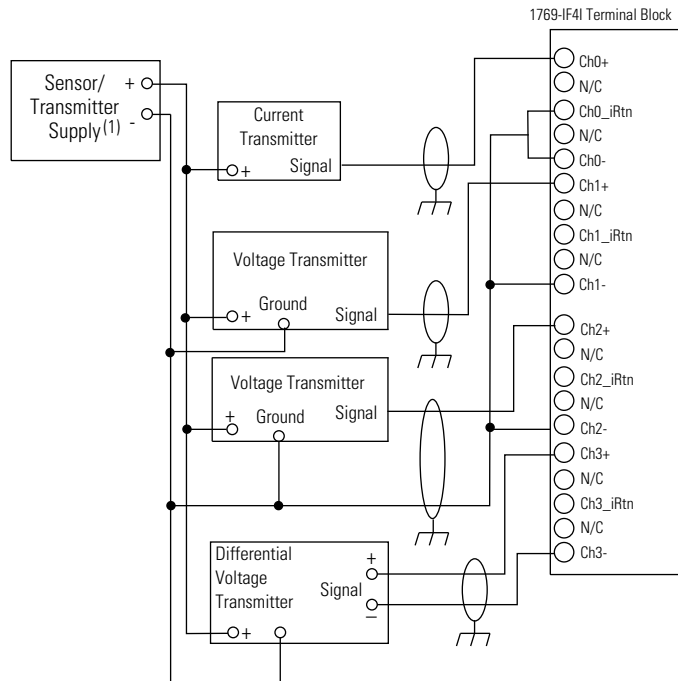 1769-IF4I Terminal Block
Sensor/
Transmitter
Supply(1)
+
-
Current
Transmitter
Signal
+
Voltage Transmitter
Ground
+
Signal
Voltage Transmitter
+
Ground
Signal
Differential
Voltage
Transmitter
Signal
+
–
+
Ch0+
N/C
Ch0_iRtn
N/C
Ch0-
Ch1+
N/C
Ch1_iRtn
N/C
Ch1-
Ch2+
N/C
Ch2_iRtn
N/C
Ch2-
Ch3+
N/C
Ch3_iRtn
N/C
Ch3-